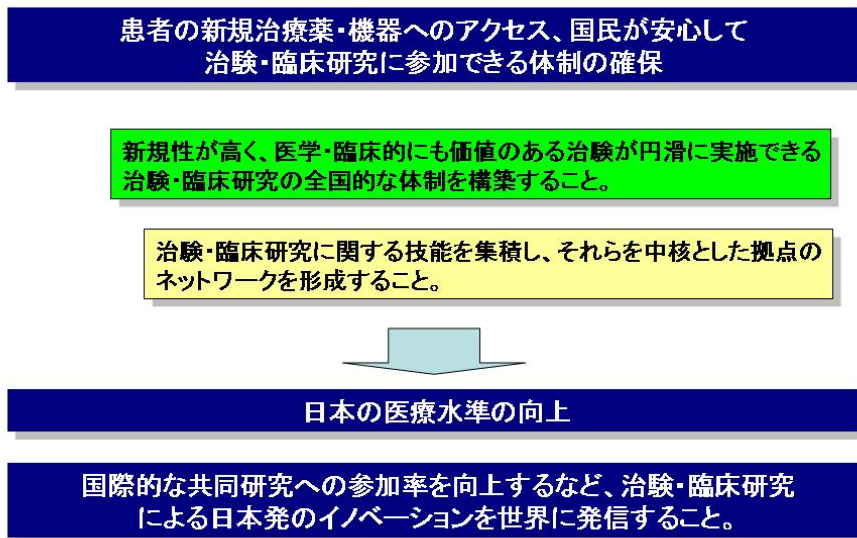 患者の新規治療薬・機器へのアクセス、国民が安心して
治験・臨床研究に参加できる体制の確保
新規性が高く、医学・臨床的にも価値のある治験が円滑に実施できる
治験・臨床研究の全国的な体制を構築すること。
治験・臨床研究に関する技能を集積し、それらを中核とした拠点の
ネットワークを形成すること。
日本の医療水準の向上
国際的な共同研究への参加率を向上するなど、治験・臨床研究
による日本発のイノベーションを世界に発信すること。